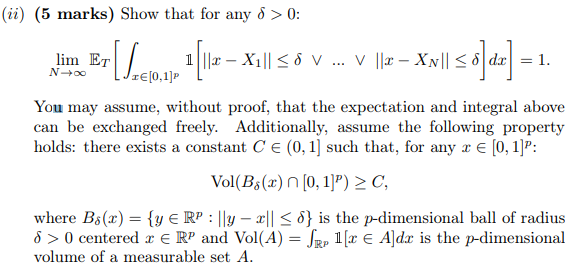 (ii) (5 marks) Show that for any δ > 0:
lim_{N→∞} 𝔼_T [ ∫_{x∈[0,1]^p} 𝟙[ ||x − X_1|| ≤ δ ∨ ... ∨ ||x − X_N|| ≤ δ ] dx ] = 1.
You may assume, without proof, that the expectation and integral above
can be exchanged freely. Additionally, assume the following property
holds: there exists a constant C ∈ (0, 1] such that, for any x ∈ [0, 1]^p:
Vol(B_δ(x) ∩ [0, 1]^p) ≥ C,
where B_δ(x) = {y ∈ ℝ^p : ||y − x|| ≤ δ} is the p-dimensional ball of radius
δ > 0 centered x ∈ ℝ^p and Vol(A) = ∫_{ℝ^p} 𝟙[x ∈ A]dx is the p-dimensional
volume of a measurable set A.